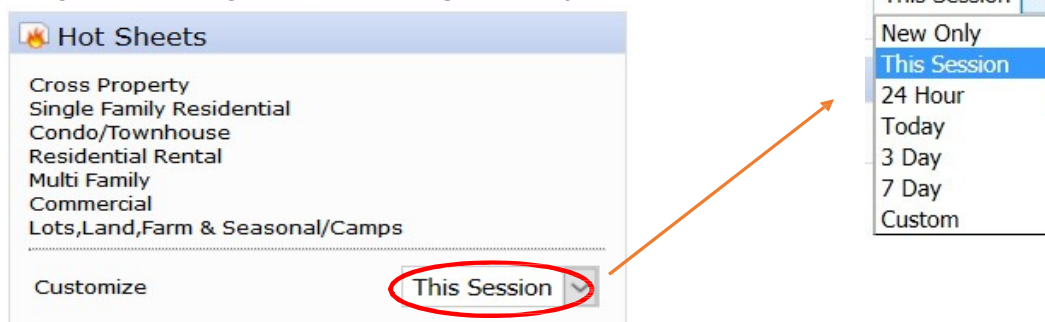 Hot Sheets
Cross Property
Single Family Residential
Condo/Townhouse
Residential Rental
Multi Family
Commercial
Lots,Land,Farm & Seasonal/Camps
Customize
This Session
This Session
New Only
This Session
24 Hour
Today
3 Day
7 Day
Custom